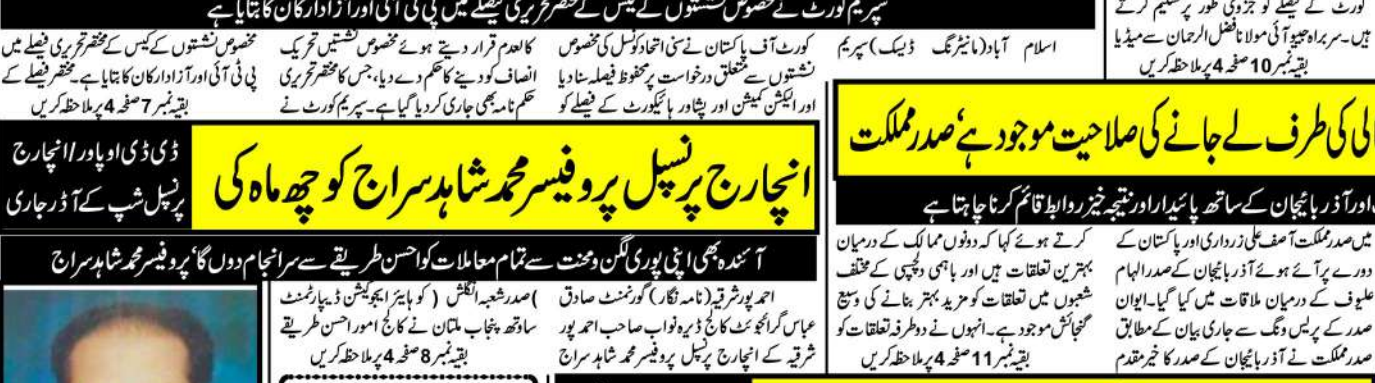 کورٹ کے فیصلے کو جزوی طور پر تسلیم کرتے
ہیں۔سربراہ جیوآئی مولانا فضل الرحمان سے میڈیا
بقیہ نمبر 10 صفحہ 4 پر ملاحظہ کریں
سپریم کورٹ نے مخصوص نشستوں کے کیس کے مختصر تحریری فیصلے میں پی ٹی آئی اور آزاد ارکان کا بتایا ہے
اسلام آباد (مانیٹرنگ ڈیسک) سپریم
کورٹ آف پاکستان نے سنی اتحاد کونسل کی مخصوص
نشستوں سے متعلق درخواست پر محفوظ فیصلہ سنا دیا
اور الیکشن کمیشن اور پشاور ہائیکورٹ کے فیصلے کو
کالعدم قرار دیتے ہوئے مخصوص نشستیں تحریک
انصاف کو دینے کا حکم دے دیا، جس کا مختصر تحریری
حکم نامہ بھی جاری کر دیا گیا ہے۔ سپریم کورٹ نے
مخصوص نشستوں کے کیس کے مختصر تحریری فیصلے میں
پی ٹی آئی اور آزاد ارکان کا بتایا ہے۔ مختصر فیصلے کے
بقیہ نمبر 7 صفحہ 4 پر ملاحظہ کریں
لی کی طرف لے جانے کی صلاحیت موجود ہے‘ صدر مملکت
اور آذربائیجان کے ساتھ پائیدار اور نتیجہ خیز روابط قائم کرنا چاہتا ہے
میں صدر مملکت آصف علی زرداری اور پاکستان کے
دورے پر آئے ہوئے آذربائیجان کے صدر الہام
علیوف کے درمیان ملاقات میں کہا گیا۔ ایوان
صدر کے پریس ونگ سے جاری بیان کے مطابق
صدر مملکت نے آذربائیجان کے صدر کا خیر مقدم
کرتے ہوئے کہا کہ دونوں ممالک کے درمیان
بہترین تعلقات ہیں اور باہمی دلچسپی کے مختلف
شعبوں میں تعلقات کو مزید بہتر بنانے کی وسیع
گنجائش موجود ہے۔ انہوں نے دوطرفہ تعلقات کو
بقیہ نمبر 11 صفحہ 4 پر ملاحظہ کریں
انچارج پرنسپل پروفیسر محمد شاہد سراج کو چھ ماہ کی
ڈی ڈی او پاور/انچارج
پرنسپل شپ کے آڈر جاری
آئندہ بھی اپنی پوری لگن و محنت سے تمام معاملات کو احسن طریقے سے سرانجام دوں گا‘ پروفیسر محمد شاہد سراج
احمد پور شرقیہ (نامہ نگار) گورنمنٹ صادق
عباس گرائجوئٹ کالج ڈیرہ نواب صاحب احمد پور
شرقیہ کے انچارج پرنسپل پروفیسر محمد شاہد سراج
)صدر شعبہ انگلش ( کو ہائیر ایجوکیشن ڈیپارٹمنٹ
ساوتھ پنجاب ملتان نے کالج امور احسن طریقے
بقیہ نمبر 8 صفحہ 4 پر ملاحظہ کریں